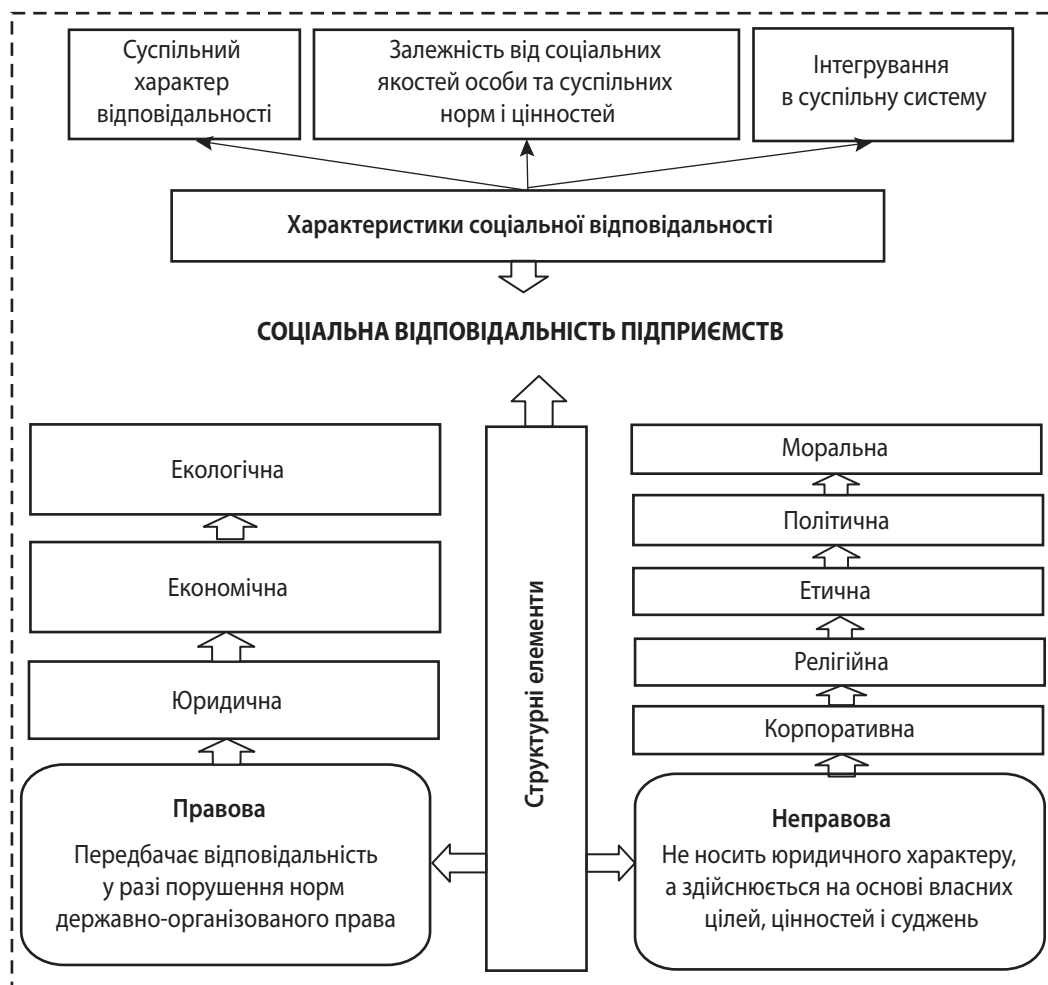 Суспільний
характер
відповідальності
Залежність від соціальних
якостей особи та суспільних
норм і цінностей
Інтегрування
в суспільну систему
Характеристики соціальної відповідальності
СОЦІАЛЬНА ВІДПОВІДАЛЬНІСТЬ ПІДПРИЄМСТВ
Екологічна
Економічна
Юридична
Правова
Передбачає відповідальність
у разі порушення норм
державно-організованого права
Структурні елементи
Моральна
Політична
Етична
Релігійна
Корпоративна
Неправова
Не носить юридичного характеру,
а здійснюється на основі власних
цілей, цінностей і суджень